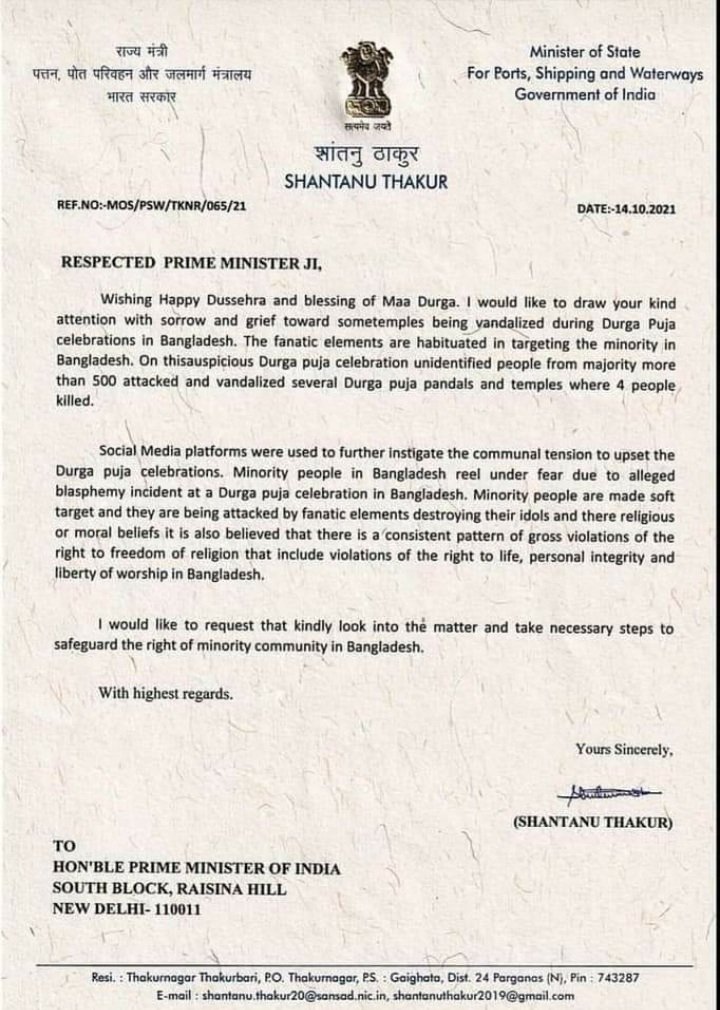 राज्य मंत्री
पत्तन, पोत परिवहन और जलमार्ग मंत्रालय
भारत सरकार
सत्यमेव जयते
Minister of State
For Ports, Shipping and Waterways
Government of India
शांतनु ठाकुर
SHANTANU THAKUR
REF.NO:-MOS/PSW/TKNR/065/21
DATE:-14.10.2021
RESPECTED PRIME MINISTER JI,
Wishing Happy Dussehra and blessing of Maa Durga. I would like to draw your kind
attention with sorrow and grief toward sometemples being vandalized during Durga Puja
celebrations in Bangladesh. The fanatic elements are habituated in targeting the minority in
Bangladesh. On thisauspicious Durga puja celebration unidentified people from majority more
than 500 attacked and vandalized several Durga puja pandals and temples where 4 people
killed.
Social Media platforms were used to further instigate the communal tension to upset the
Durga puja celebrations. Minority people in Bangladesh reel under fear due to alleged
blasphemy incident at a Durga puja celebration in Bangladesh. Minority people are made soft
target and they are being attacked by fanatic elements destroying their idols and there religious
or moral beliefs it is also believed that there is a consistent pattern of gross violations of the
right to freedom of religion that include violations of the right to life, personal integrity and
liberty of worship in Bangladesh.
I would like to request that kindly look into the matter and take necessary steps to
safeguard the right of minority community in Bangladesh.
With highest regards.
Yours Sincerely,
(SHANTANU THAKUR)
TO
HON'BLE PRIME MINISTER OF INDIA
SOUTH BLOCK, RAISINA HILL
NEW DELHI- 110011
Resi. : Thakurnagar Thakurbari, P.O. Thakurnagar, P.S. : Gaighata, Dist. 24 Parganas (N), Pin : 743287
E-mail : shantanu.thakur20@sansad.nic.in, shantanuthakur2019@gmail.com